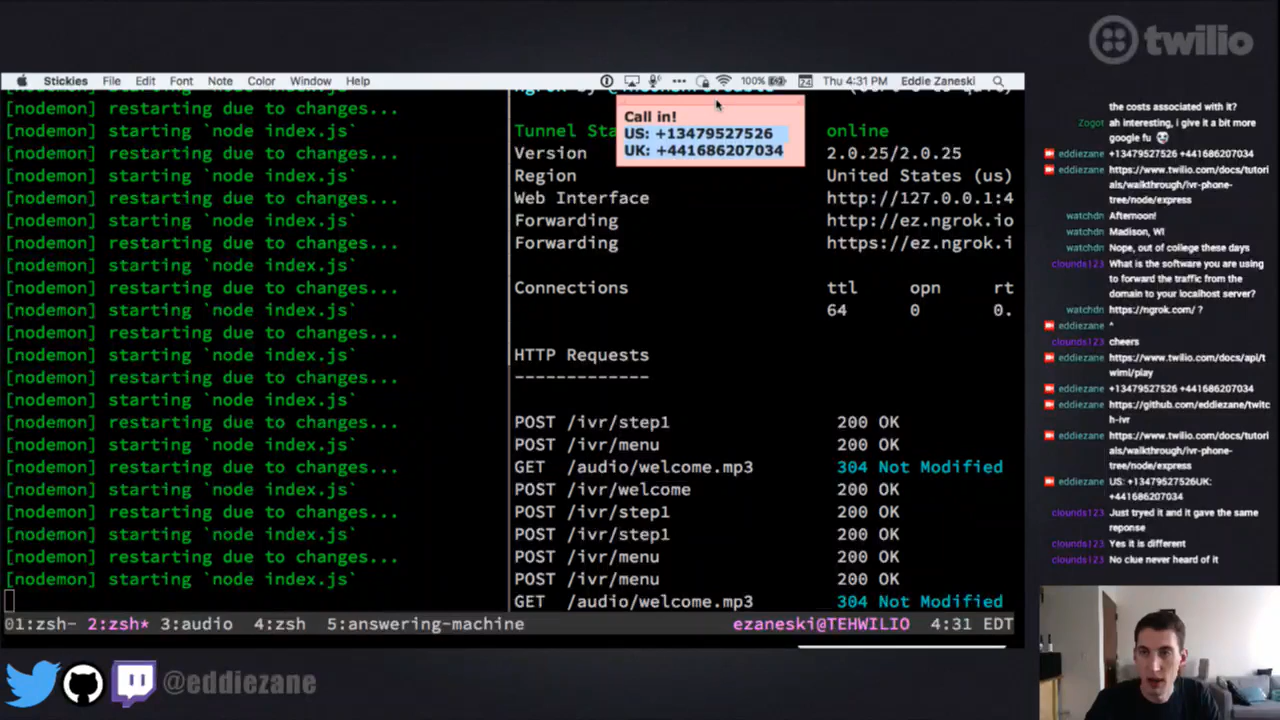 twilio
Stickies File Edit Font Note Color Window Help 100% 24 Thu 4:31 PM Eddie Zaneski
[nodemon] restarting due to changes...
[nodemon] starting `node index.js`
[nodemon] restarting due to changes...
[nodemon] starting `node index.js`
[nodemon] restarting due to changes...
[nodemon] starting `node index.js`
[nodemon] restarting due to changes...
[nodemon] starting `node index.js`
[nodemon] restarting due to changes...
[nodemon] starting `node index.js`
[nodemon] restarting due to changes...
[nodemon] starting `node index.js`
[nodemon] restarting due to changes...
[nodemon] starting `node index.js`
[nodemon] restarting due to changes...
[nodemon] starting `node index.js`
[nodemon] restarting due to changes...
[nodemon] starting `node index.js`
[nodemon] restarting due to changes...
[nodemon] starting `node index.js`
[nodemon] restarting due to changes...
[nodemon] starting `node index.js`
Call in!
US: +13479527526
UK: +441686207034
Tunnel Sta online
Version 2.0.25/2.0.25
Region United States (us)
Web Interface http://127.0.0.1:4
Forwarding http://ez.ngrok.io
Forwarding https://ez.ngrok.i
Connections ttl opn rt
64 0 0.
HTTP Requests
-------------
POST /ivr/step1 200 OK
POST /ivr/menu 200 OK
GET /audio/welcome.mp3 304 Not Modified
POST /ivr/welcome 200 OK
POST /ivr/step1 200 OK
POST /ivr/step1 200 OK
POST /ivr/menu 200 OK
POST /ivr/menu 200 OK
GET /audio/welcome.mp3 304 Not Modified
01:zsh- 2:zsh* 3:audio 4:zsh 5:answering-machine ezaneski@TEHWILIO 4:31 EDT
the costs associated with it?
Zogot ah interesting, i give it a bit more
google fu
eddiezane +13479527526 +441686207034
eddiezane https://www.twilio.com/docs/tutori
als/walkthrough/ivr-phone-
tree/node/express
watchdn Afternoon!
watchdn Madison, WI
watchdn Nope, out of college these days
clounds123 What is the software you are using
to forward the traffic from the
domain to your localhost server?
watchdn https://ngrok.com/ ?
eddiezane ^
clounds123 cheers
eddiezane https://www.twilio.com/docs/api/t
wiml/play
eddiezane +13479527526 +441686207034
eddiezane https://github.com/eddiezane/twitc
h-ivr
eddiezane https://www.twilio.com/docs/tutori
als/walkthrough/ivr-phone-
tree/node/express
eddiezane US: +13479527526UK:
+441686207034
clounds123 Just tryed it and it gave the same
reponse
clounds123 Yes it is different
clounds123 No clue never heard of it
@eddiezane